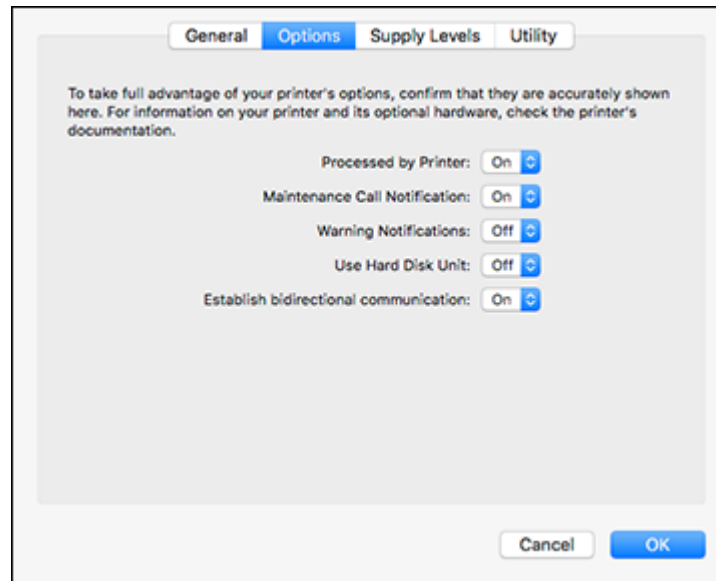 General Options Supply Levels Utility
To take full advantage of your printer's options, confirm that they are accurately shown
here. For information on your printer and its optional hardware, check the printer's
documentation.
Processed by Printer: On
Maintenance Call Notification: On
Warning Notifications: Off
Use Hard Disk Unit: Off
Establish bidirectional communication: On
Cancel OK